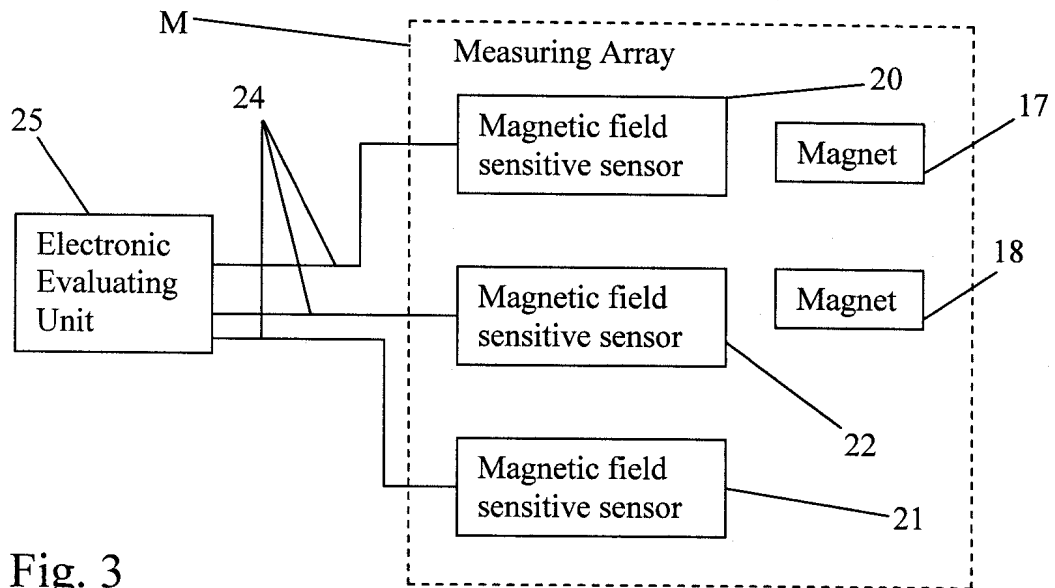 M
Measuring Array
20
17
24
25
Magnetic field
sensitive sensor
Magnet
Electronic
Evaluating
Unit
18
Magnetic field
sensitive sensor
Magnet
22
Magnetic field
sensitive sensor
21
Fig. 3